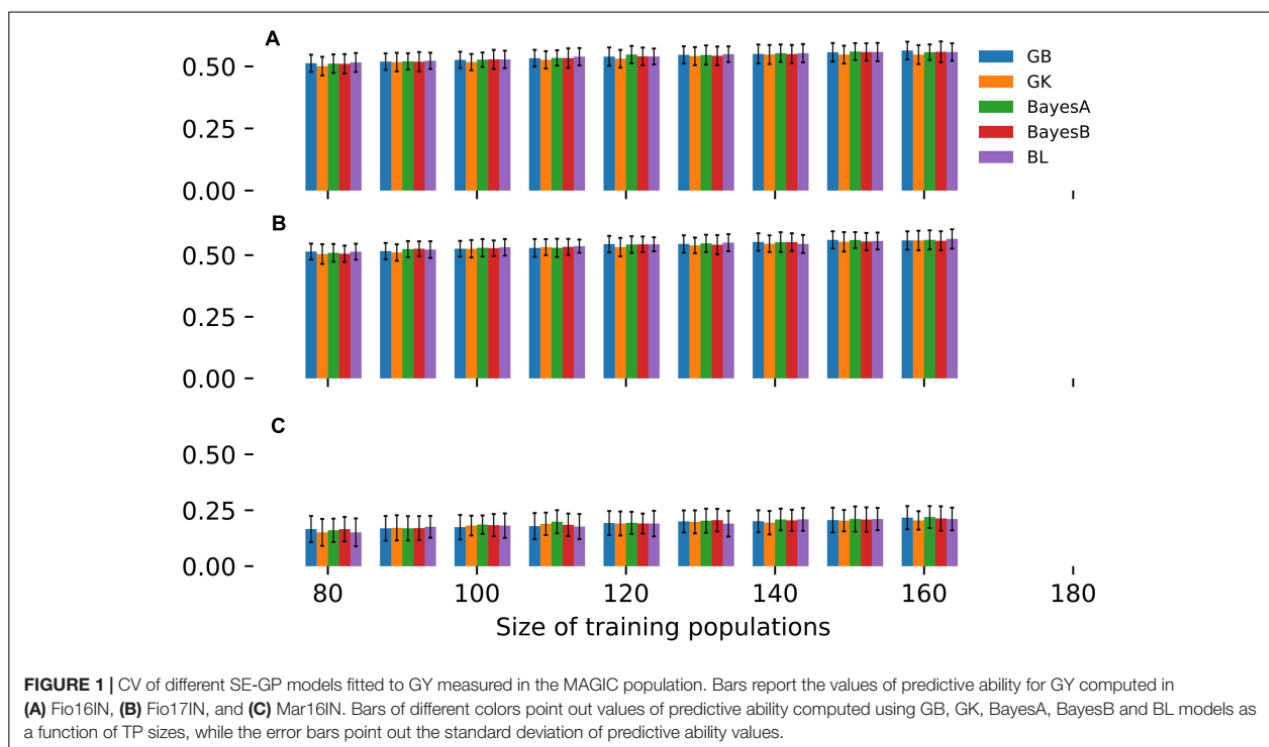 A
0.50
0.25
0.00
GB
GK
BayesA
BayesB
BL
B
0.50
0.25
0.00
C
0.50
0.25
0.00
80 100 120 140 160 180
Size of training populations
FIGURE 1 | CV of different SE-GP models fitted to GY measured in the MAGIC population. Bars report the values of predictive ability for GY computed in
(A) Fio16IN, (B) Fio17IN, and (C) Mar16IN. Bars of different colors point out values of predictive ability computed using GB, GK, BayesA, BayesB and BL models as
a function of TP sizes, while the error bars point out the standard deviation of predictive ability values.